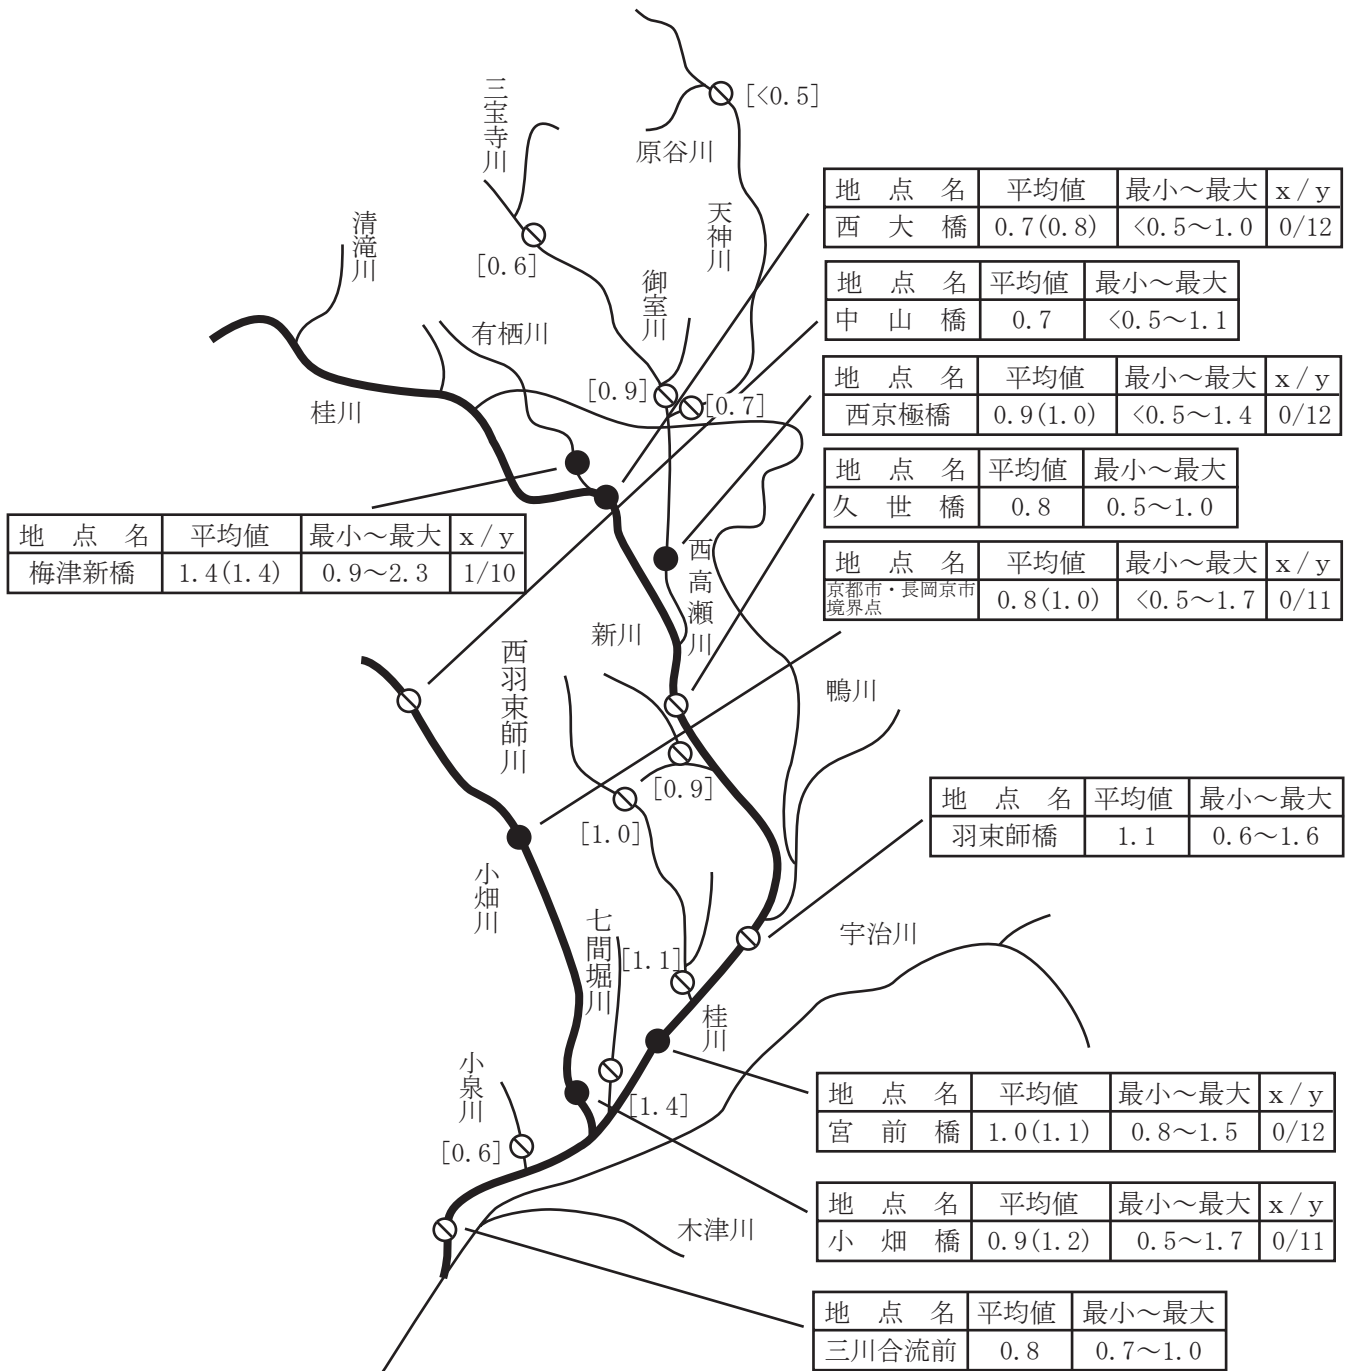 [<0.5]
三宝寺川
原谷川
天神川
清滝川
[0.6]
御室川
有栖川
桂川
[0.9]
[0.7]
地 点 名 平均値 最小～最大 x/y
西 大 橋 0.7(0.8) <0.5～1.0 0/12
地 点 名 平均値 最小～最大
中 山 橋 0.7 <0.5～1.1
地 点 名 平均値 最小～最大 x/y
西京極橋 0.9(1.0) <0.5～1.4 0/12
地 点 名 平均値 最小～最大
久 世 橋 0.8 0.5～1.0
地 点 名 平均値 最小～最大 x/y
梅津新橋 1.4(1.4) 0.9～2.3 1/10
地 点 名 平均値 最小～最大 x/y
京都市・長岡京市
境界点 0.8(1.0) <0.5～1.7 0/11
西高瀬川
新川
西羽束師川
鴨川
[0.9]
[1.0]
地 点 名 平均値 最小～最大
羽束師橋 1.1 0.6～1.6
小畑川
七間堀川
宇治川
[1.1]
桂川
小泉川
[1.4]
[0.6]
地 点 名 平均値 最小～最大 x/y
宮 前 橋 1.0(1.1) 0.8～1.5 0/12
地 点 名 平均値 最小～最大 x/y
小 畑 橋 0.9(1.2) 0.5～1.7 0/11
木津川
地 点 名 平均値 最小～最大
三川合流前 0.8 0.7～1.0